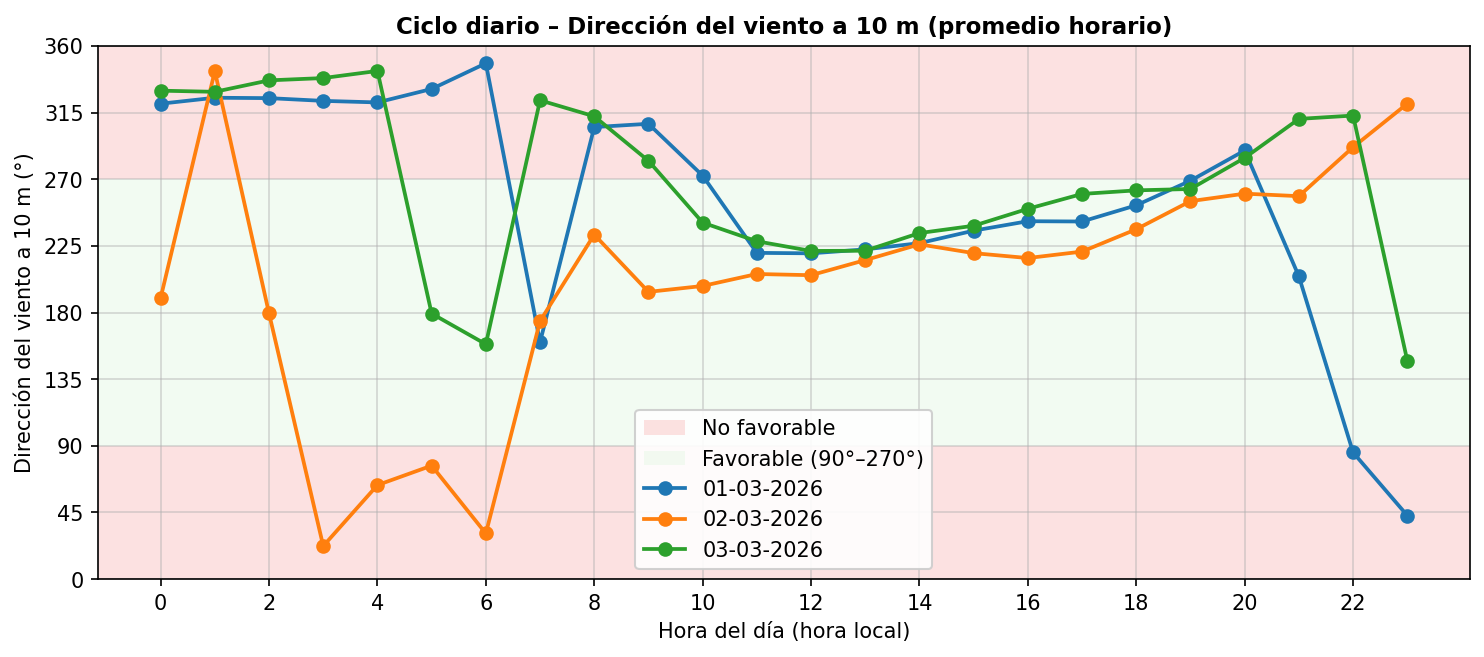 Ciclo diario – Dirección del viento a 10 m (promedio horario)
Dirección del viento a 10 m (°)
360
315
270
225
180
135
90
45
0
No favorable
Favorable (90°–270°)
01-03-2026
02-03-2026
03-03-2026
0 2 4 6 8 10 12 14 16 18 20 22
Hora del día (hora local)